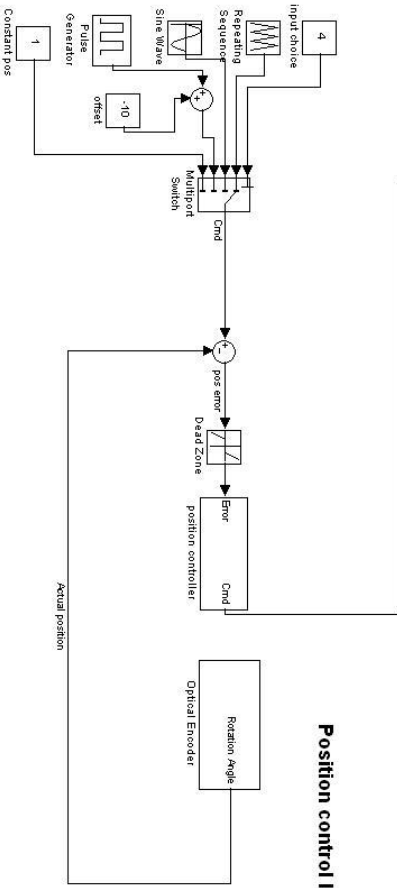 input choice
4
Repeating
Sequence
Sine Wave
Pulse
Generator
-10
offset
1
Constant pos
Multiport
Switch
Cmd
pos error
Dead Zone
Error
Cmd
position controller
Actual position
Rotation Angle
Optical Encoder
Position control l